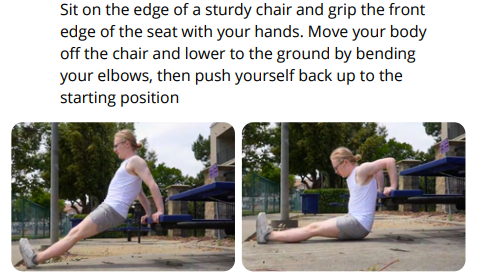 Sit on the edge of a sturdy chair and grip the front
edge of the seat with your hands. Move your body
off the chair and lower to the ground by bending
your elbows, then push yourself back up to the
starting position